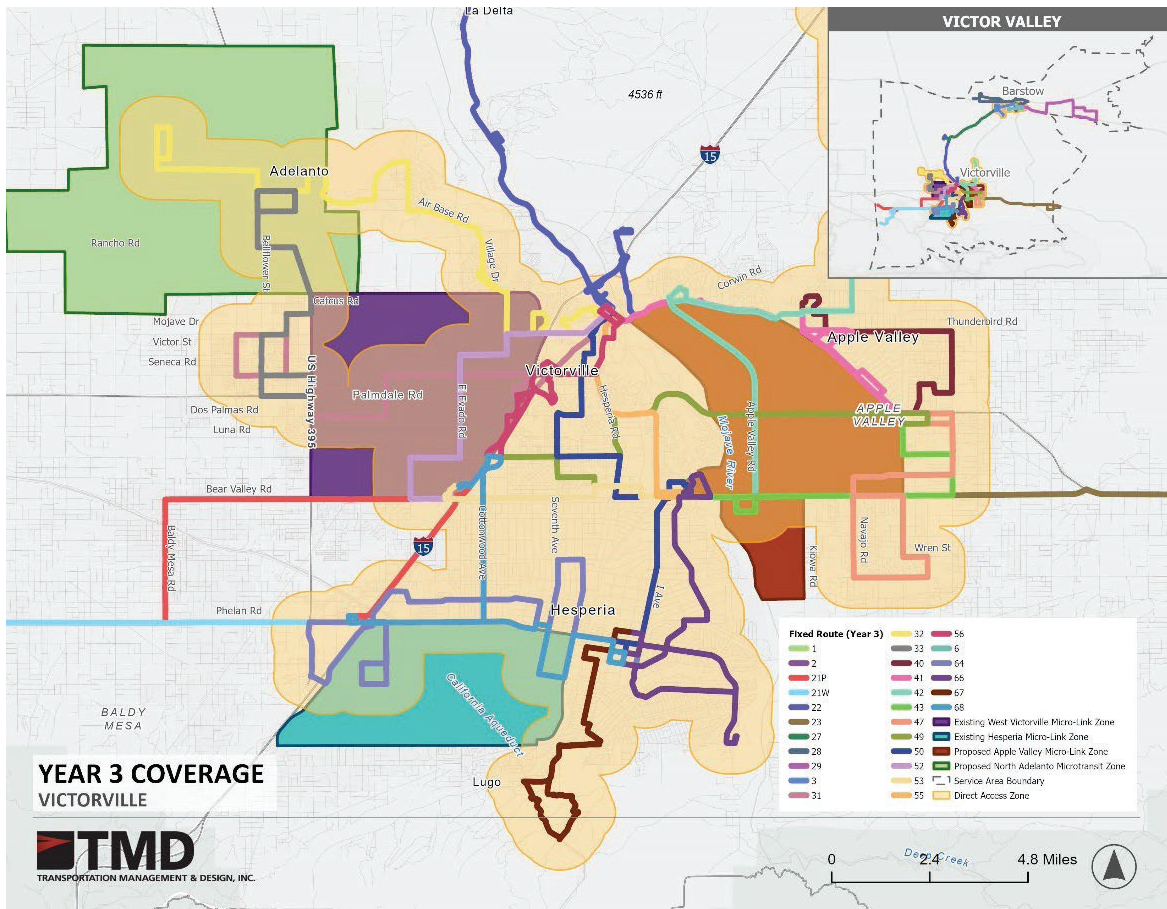 La Delta
VICTOR VALLEY
Barstow
Victorville
4536 ft
15
Adelanto
Air Base Rd
Rancho Rd
Bellflower St
Village Dr
Corwin Rd
Catcus Rd
Mojave Dr
Thunderbird Rd
Victor St
Apple Valley
Seneca Rd
US Highway 395
Victorville
Palmdale Rd
El Evado Rd
Hesperia Rd
Dos Palmas Rd
APPLE
VALLEY
Luna Rd
Mojave River
Apple Valley Rd
Bear Valley Rd
Baldy Mesa Rd
15
Cottonwood Ave
Seventh Ave
Navajo Rd
Wren St
Kiowa Rd
I Ave
Phelan Rd
Hesperia
California Aqueduct
BALDY
MESA
Lugo
Fixed Route (Year 3)
1
2
21P
21W
22
23
27
28
29
3
31
32
33
40
41
42
43
47
49
50
52
53
55
56
6
64
66
67
68
Existing West Victorville Micro-Link Zone
Existing Hesperia Micro-Link Zone
Proposed Apple Valley Micro-Link Zone
Proposed North Adelanto Microtransit Zone
Service Area Boundary
Direct Access Zone
YEAR 3 COVERAGE
VICTORVILLE
TMD
TRANSPORTATION MANAGEMENT & DESIGN, INC.
Deep Creek
0 2.4 4.8 Miles